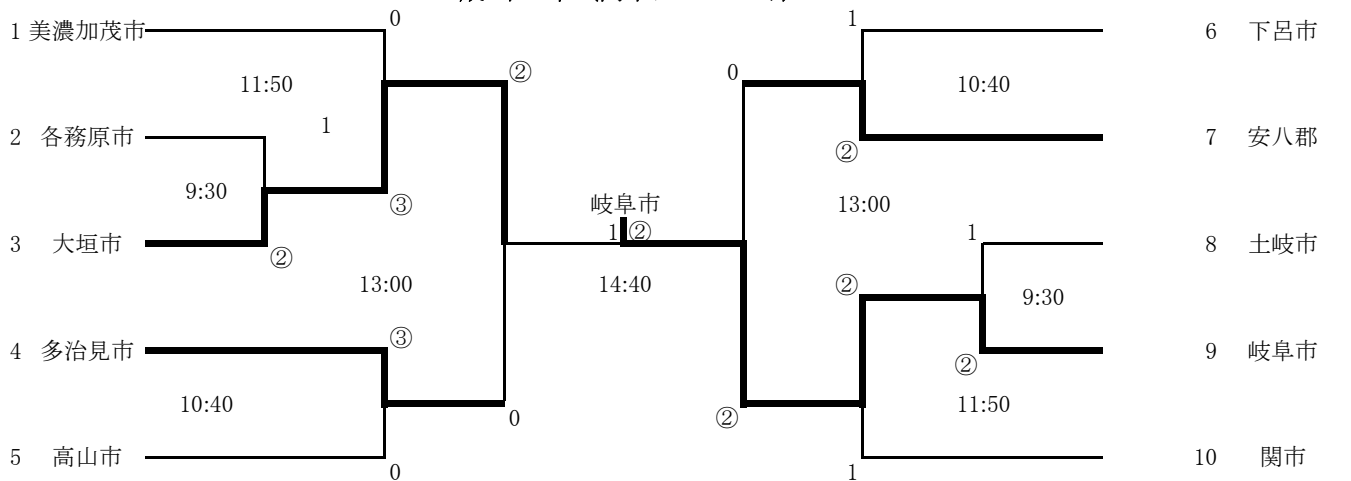 0 1
1 美濃加茂市 6 下呂市
② 0
11:50 10:40
1
2 各務原市 7 安八郡
②
9:30 ③ 岐阜市 13:00
1 ② 1
3 大垣市 8 土岐市
②
13:00 14:40 ② 9:30
③
4 多治見市 9 岐阜市
②
10:40 11:50
0 ②
5 高山市 10 関市
0 1